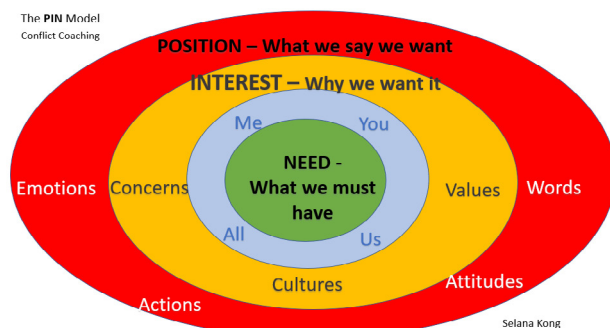 The PIN Model
Conflict Coaching
POSITION – What we say we want
INTEREST – Why we want it
Me
You
NEED -
What we must
have
Emotions
Concerns
Values
Words
All
Us
Cultures
Attitudes
Actions
Selana Kong